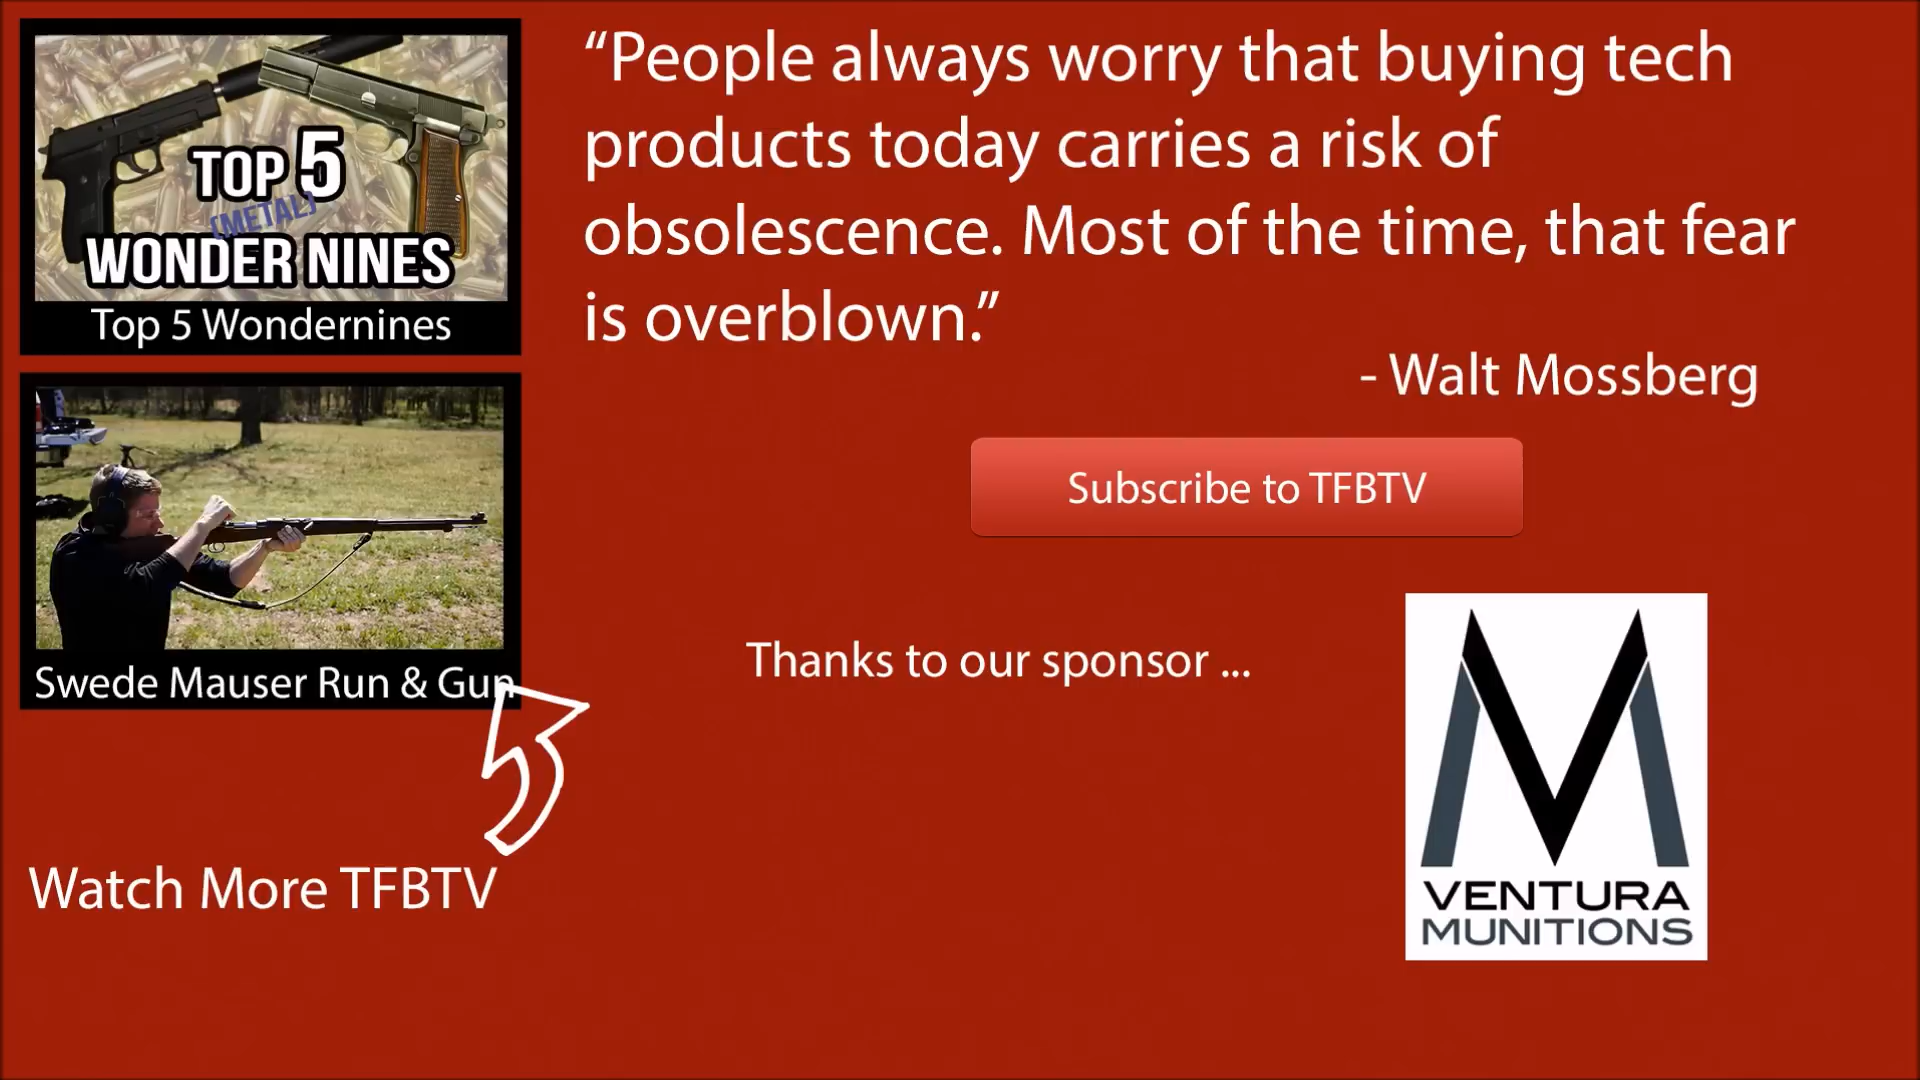 TOP 5
(METAL)
WONDER NINES
Top 5 Wondernines
Swede Mauser Run & Gun
Watch More TFBTV
“People always worry that buying tech
products today carries a risk of
obsolescence. Most of the time, that fear
is overblown.”
- Walt Mossberg
Subscribe to TFBTV
Thanks to our sponsor ...
VENTURA
MUNITIONS